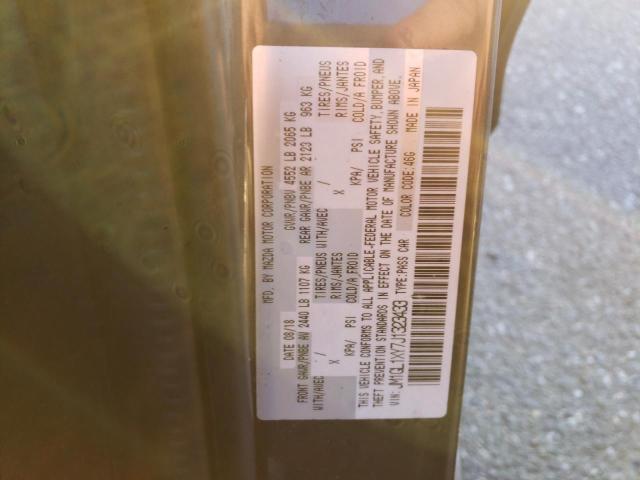 MFD. BY MAZDA MOTOR CORPORATION
DATE 08/18 GVWR/PNBV 4552 LB 2065 KG
FRONT GAWR/PNBE AV 2440 LB 1107 KG REAR GAWR/PNBE AR 2123 LB 963 KG
WITH/AVEC / TIRES/PNEUS WITH/AVEC / TIRES/PNEUS
X RIMS/JANTES X RIMS/JANTES
KPA/ PSI COLD/A FROID KPA/ PSI COLD/A FROID
THIS VEHICLE CONFORMS TO ALL APPLICABLE-FEDERAL MOTOR VEHICLE SAFETY, BUMPER, AND
THEFT PREVENTION STANDARDS IN EFFECT ON THE DATE OF MANUFACTURE SHOWN ABOVE.
VIN: JM1GL1XY7J1323433 TYPE:PASS CAR COLOR CODE:46G MADE IN JAPAN